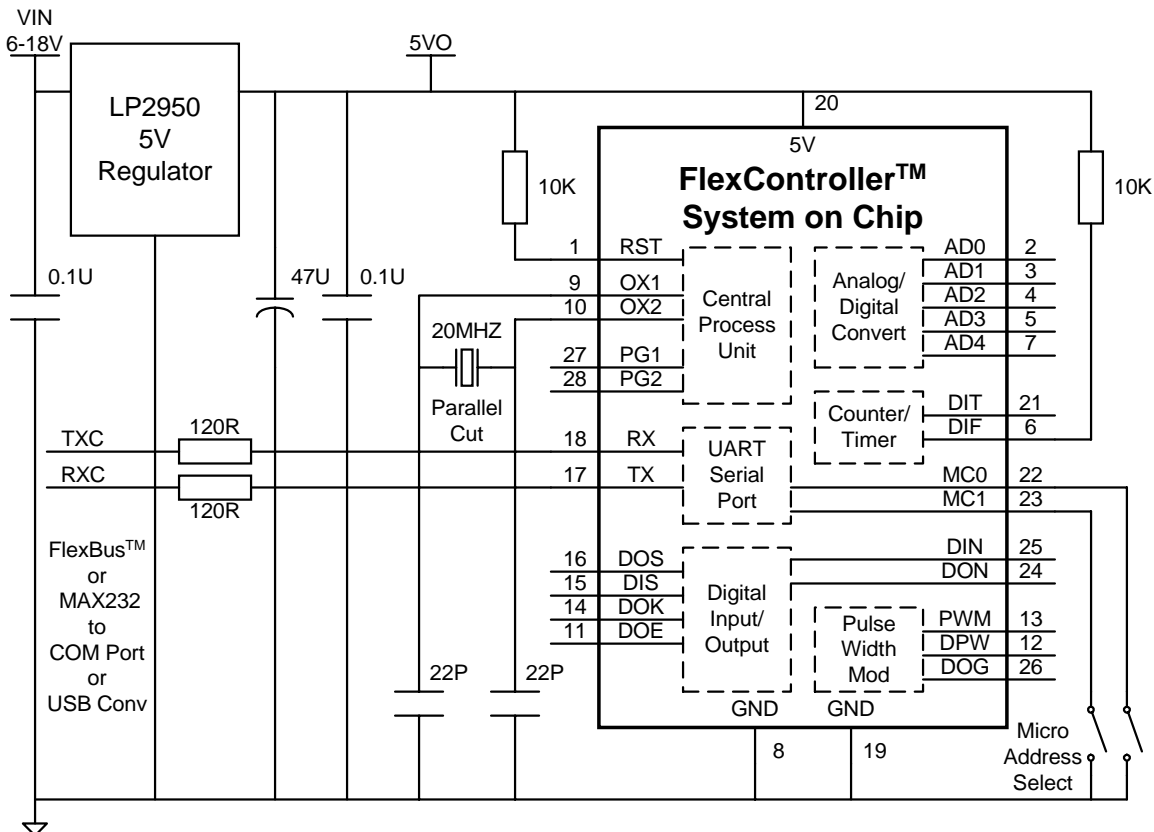 VIN
6-18V
5VO
LP2950
5V
Regulator
20
5V
FlexController™
System on Chip
10K
10K
0.1U
47U
0.1U
1 RST
9 OX1
10 OX2
27 PG1
28 PG2
Central
Process
Unit
Analog/
Digital
Convert
AD0 2
AD1 3
AD2 4
AD3 5
AD4 7
20MHZ
Parallel
Cut
Counter/
Timer
DIT 21
DIF 6
TXC 120R
RXC
120R
18 RX
17 TX
UART
Serial
Port
MC0 22
MC1 23
FlexBus™
or
MAX232
to
COM Port
or
USB Conv
16 DOS
15 DIS
14 DOK
11 DOE
Digital
Input/
Output
DIN 25
DON 24
Pulse
Width
Mod
PWM 13
DPW 12
DOG 26
22P
22P
GND
GND
8
19
Micro
Address
Select